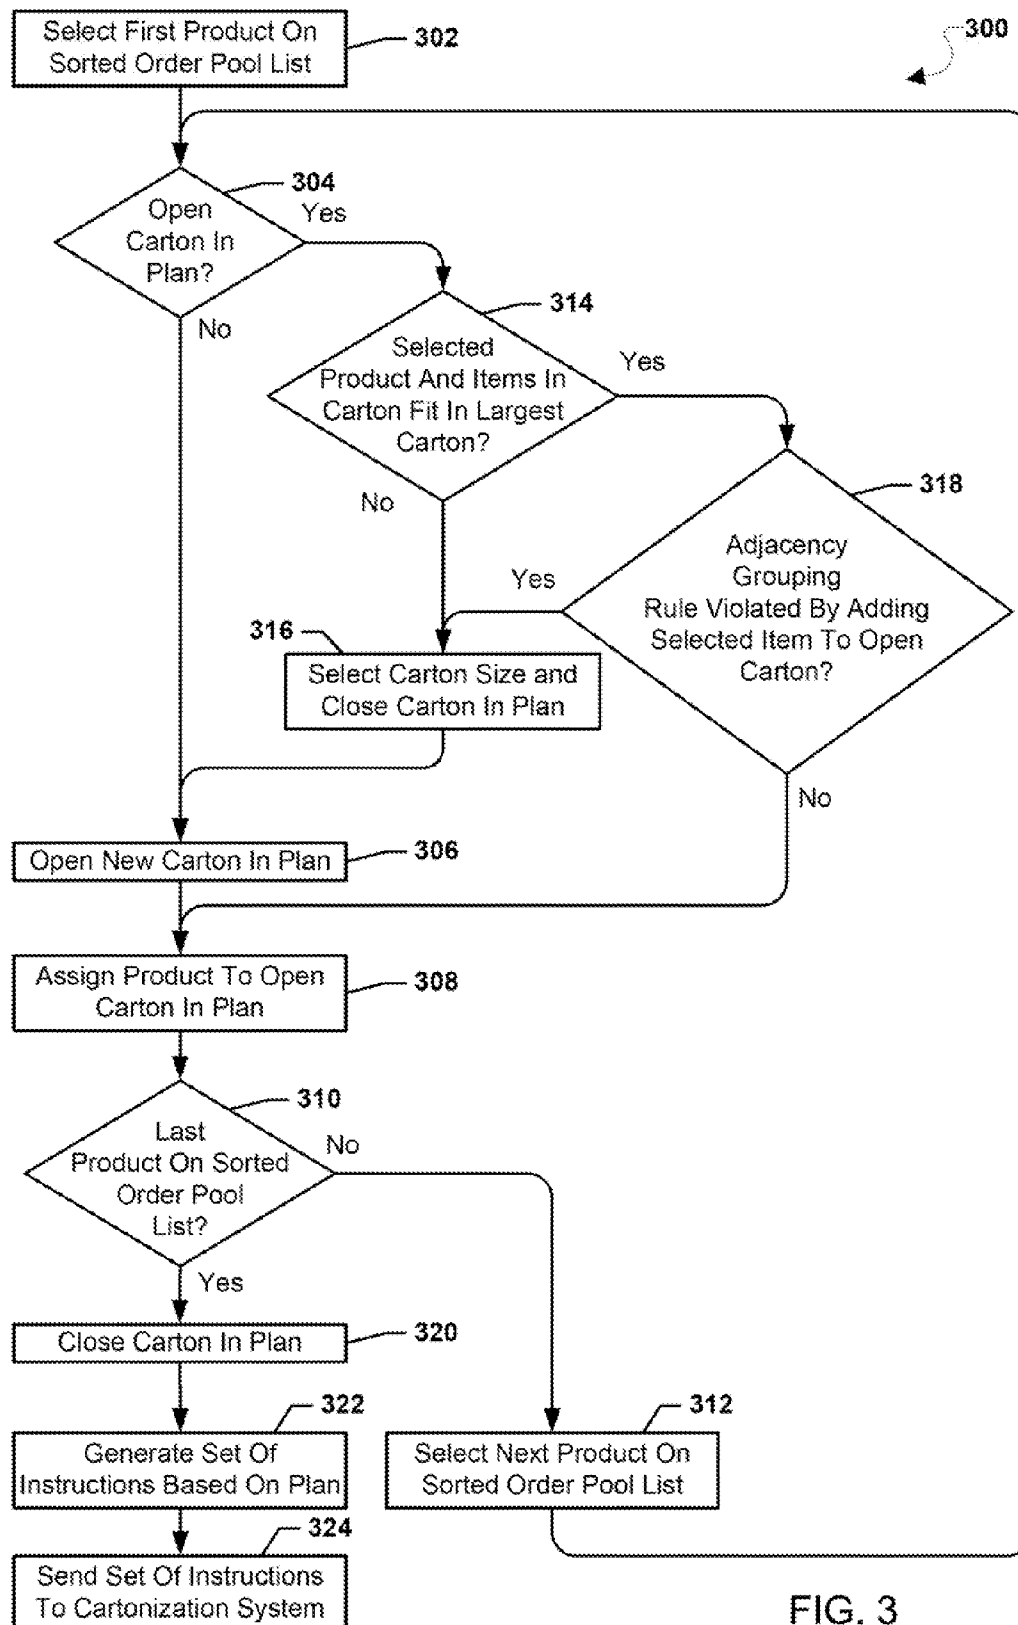 Select First Product On
Sorted Order Pool List
302
300
304
Open
Carton In
Plan?
Yes
No
314
Selected
Product And Items In
Carton Fit In Largest
Carton?
Yes
No
318
Adjacency
Grouping
Rule Violated By Adding
Selected Item To Open
Carton?
Yes
No
316
Select Carton Size and
Close Carton In Plan
Open New Carton In Plan
306
Assign Product To Open
Carton In Plan
308
310
Last
Product On Sorted
Order Pool
List?
No
Yes
Close Carton In Plan
320
322
Generate Set Of
Instructions Based On Plan
312
Select Next Product On
Sorted Order Pool List
324
Send Set Of Instructions
To Cartonization System
FIG. 3